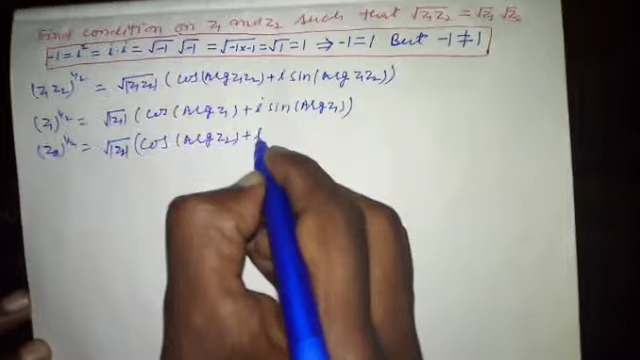 Find condition on z₁ and z₂ such that √z₁z₂ = √z₁ √z₂
-1 = i² = i·i = √-1 √-1 = √-1×-1 = √1 = 1 ⇒ -1 = 1 But -1 ≠ 1
(z₁z₂)^½ = √|z₁z₂| (cos(Arg z₁z₂) + i sin(Arg z₁z₂))
(z₁)^½ = √|z₁| (cos(Arg z₁) + i sin(Arg z₁))
(z₂)^½ = √|z₂| (cos(Arg z₂) + i